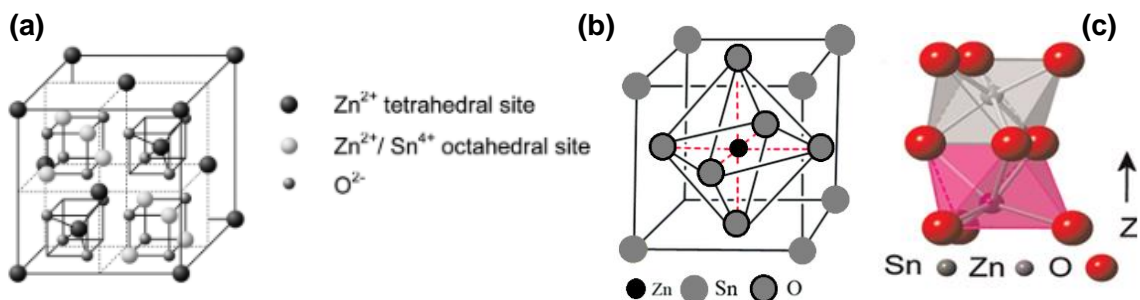 (a)
Zn²⁺ tetrahedral site
Zn²⁺/ Sn⁴⁺ octahedral site
O²⁻
(b)
Zn Sn O
(c)
Z
Sn Zn O